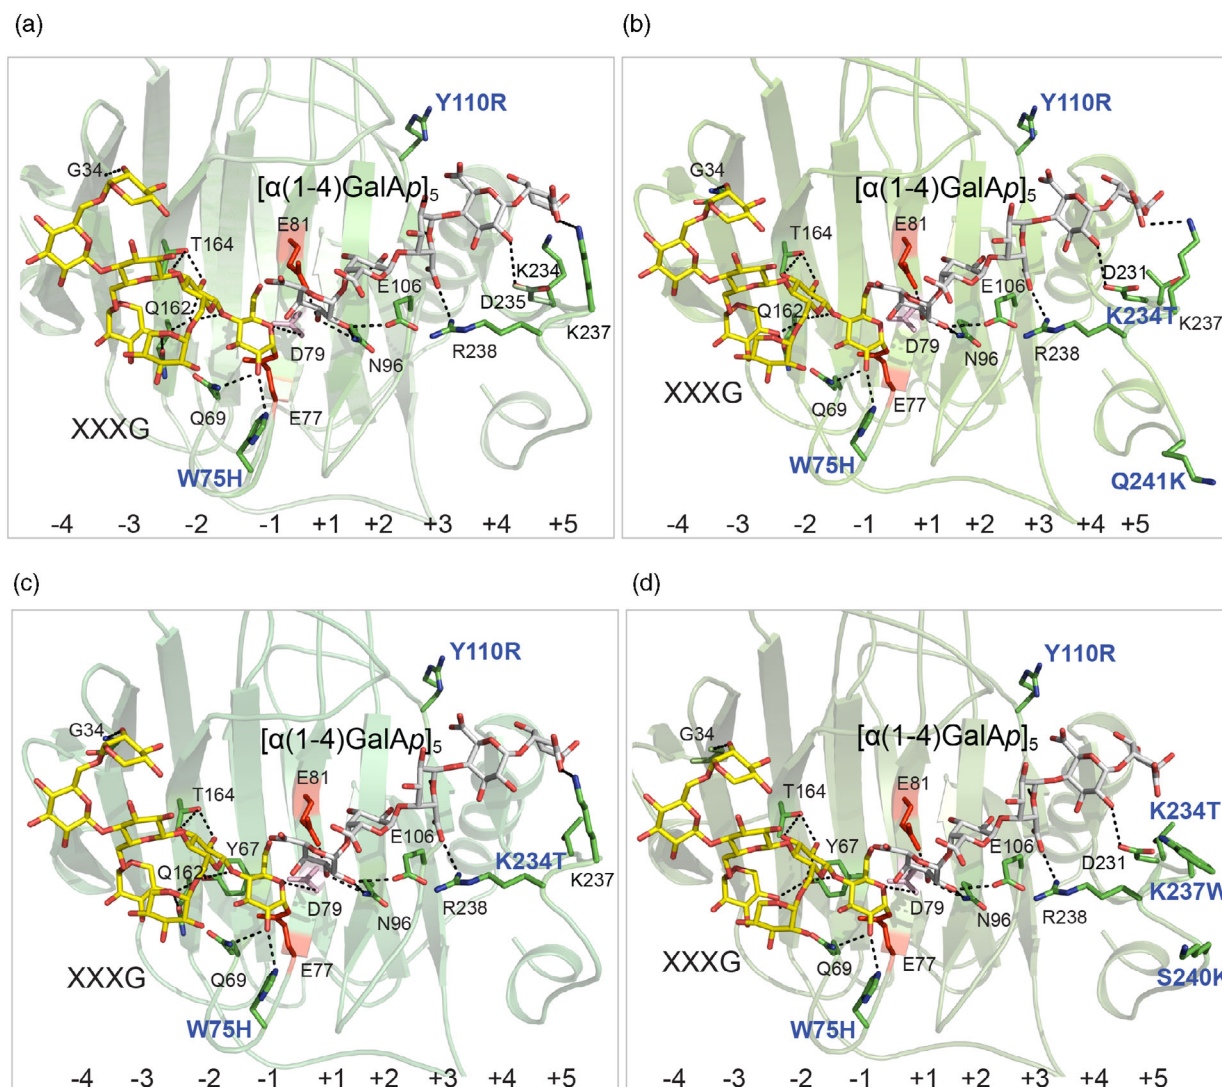 (a)
Y110R
G34
[α(1-4)GalAp]5
E81
T164
K234
E106
Q162
D235
K237
D79
N96
R238
Q69
E77
XXXG
W75H
-4 -3 -2 -1 +1 +2 +3 +4 +5
(b)
Y110R
G34
[α(1-4)GalAp]5
E81
T164
D231
E106
Q162
K234T
K237
D79
N96
R238
Q69
E77
XXXG
W75H
Q241K
-4 -3 -2 -1 +1 +2 +3 +4 +5
(c)
Y110R
G34
[α(1-4)GalAp]5
E81
T164
Y67
E106
K234T
Q162
K237
D79
N96
R238
Q69
E77
XXXG
W75H
-4 -3 -2 -1 +1 +2 +3 +4 +5
(d)
Y110R
G34
[α(1-4)GalAp]5
E81
T164
K234T
Y67
E106
D231
Q162
K237W
D79
N96
R238
Q69
E77
XXXG
S240K
W75H
-4 -3 -2 -1 +1 +2 +3 +4 +5